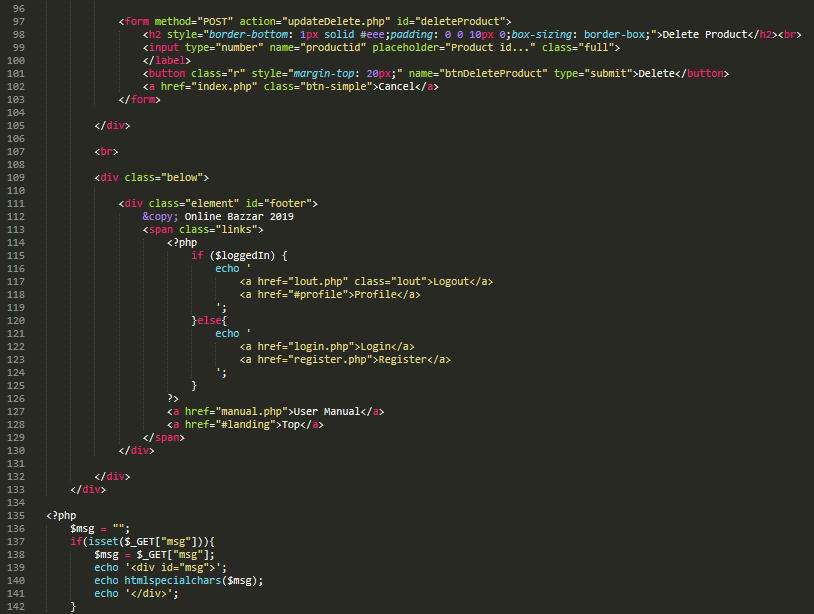 96
97 <form method="POST" action="updateDelete.php" id="deleteProduct">
98 <h2 style="border-bottom: 1px solid #eee;padding: 0 0 10px 0;box-sizing: border-box;">Delete Product</h2><br>
99 <input type="number" name="productid" placeholder="Product id..." class="full">
100 </label>
101 <button class="r" style="margin-top: 20px;" name="btnDeleteProduct" type="submit">Delete</button>
102 <a href="index.php" class="btn-simple">Cancel</a>
103 </form>
104
105 </div>
106
107 <br>
108
109 <div class="below">
110
111 <div class="element" id="footer">
112 &copy; Online Bazzar 2019
113 <span class="links">
114 <?php
115 if ($loggedIn) {
116 echo '
117 <a href="lout.php" class="lout">Logout</a>
118 <a href="#profile">Profile</a>
119 ';
120 }else{
121 echo '
122 <a href="login.php">Login</a>
123 <a href="register.php">Register</a>
124 ';
125 }
126 ?>
127 <a href="manual.php">User Manual</a>
128 <a href="#landing">Top</a>
129 </span>
130 </div>
131
132 </div>
133 </div>
134
135 <?php
136 $msg = "";
137 if(isset($_GET["msg"])){
138 $msg = $_GET["msg"];
139 echo '<div id="msg">';
140 echo htmlspecialchars($msg);
141 echo '</div>';
142 }